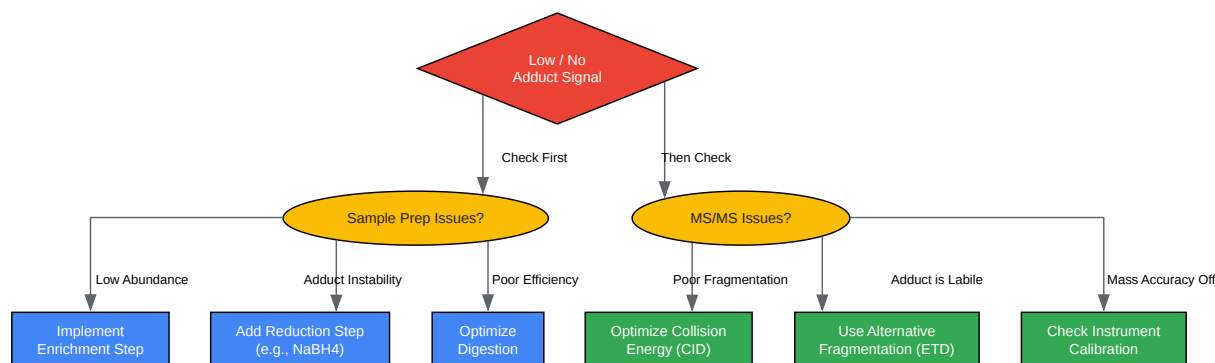 Low / No
Adduct Signal
Check First
Then Check
Sample Prep Issues?
MS/MS Issues?
Low Abundance
Adduct Instability
Poor Efficiency
Poor Fragmentation
Adduct is Labile
Mass Accuracy Off
Implement
Enrichment Step
Add Reduction Step
(e.g., NaBH4)
Optimize
Digestion
Optimize Collision
Energy (CID)
Use Alternative
Fragmentation (ETD)
Check Instrument
Calibration